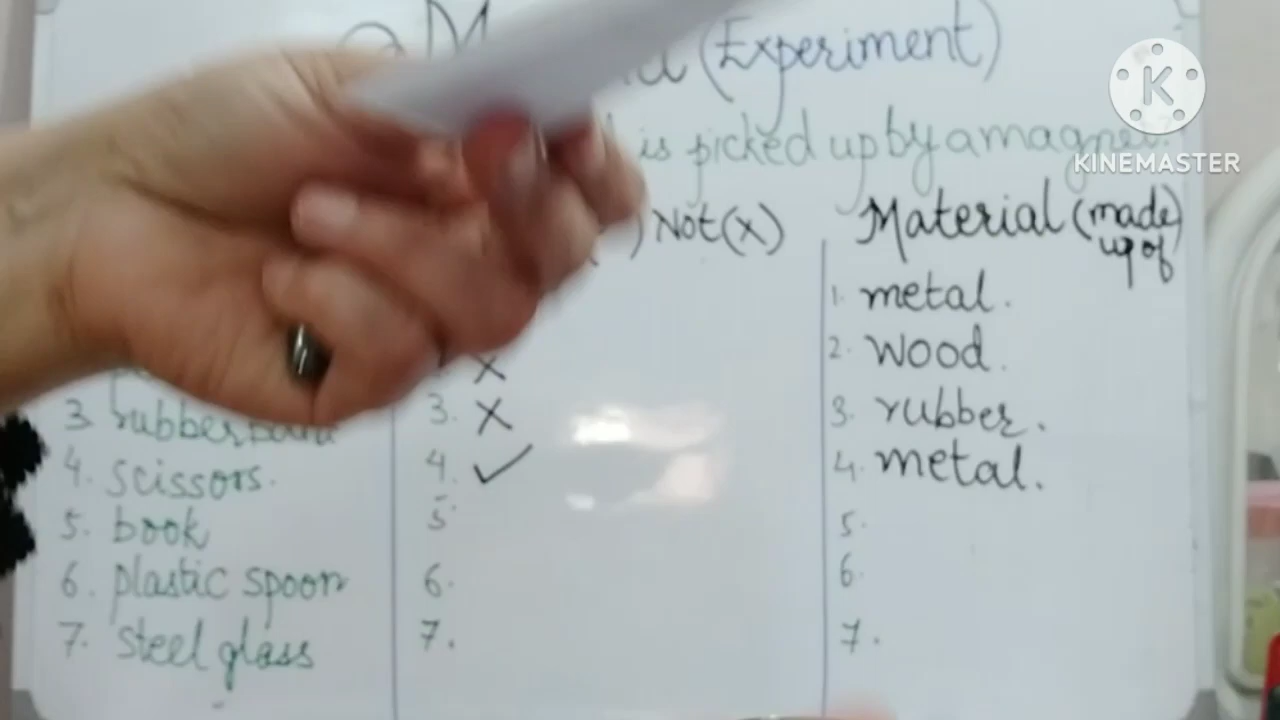 (Experiment)
is picked up by a magnet.
Not(x) Material (made up of
1. metal.
x 2. wood.
3. rubber band 3. x 3. rubber.
4. scissors. 4. ✓ 4. metal.
5. book 5. 5.
6. plastic spoon 6. 6.
7. steel glass 7. 7.
K
KINEMASTER